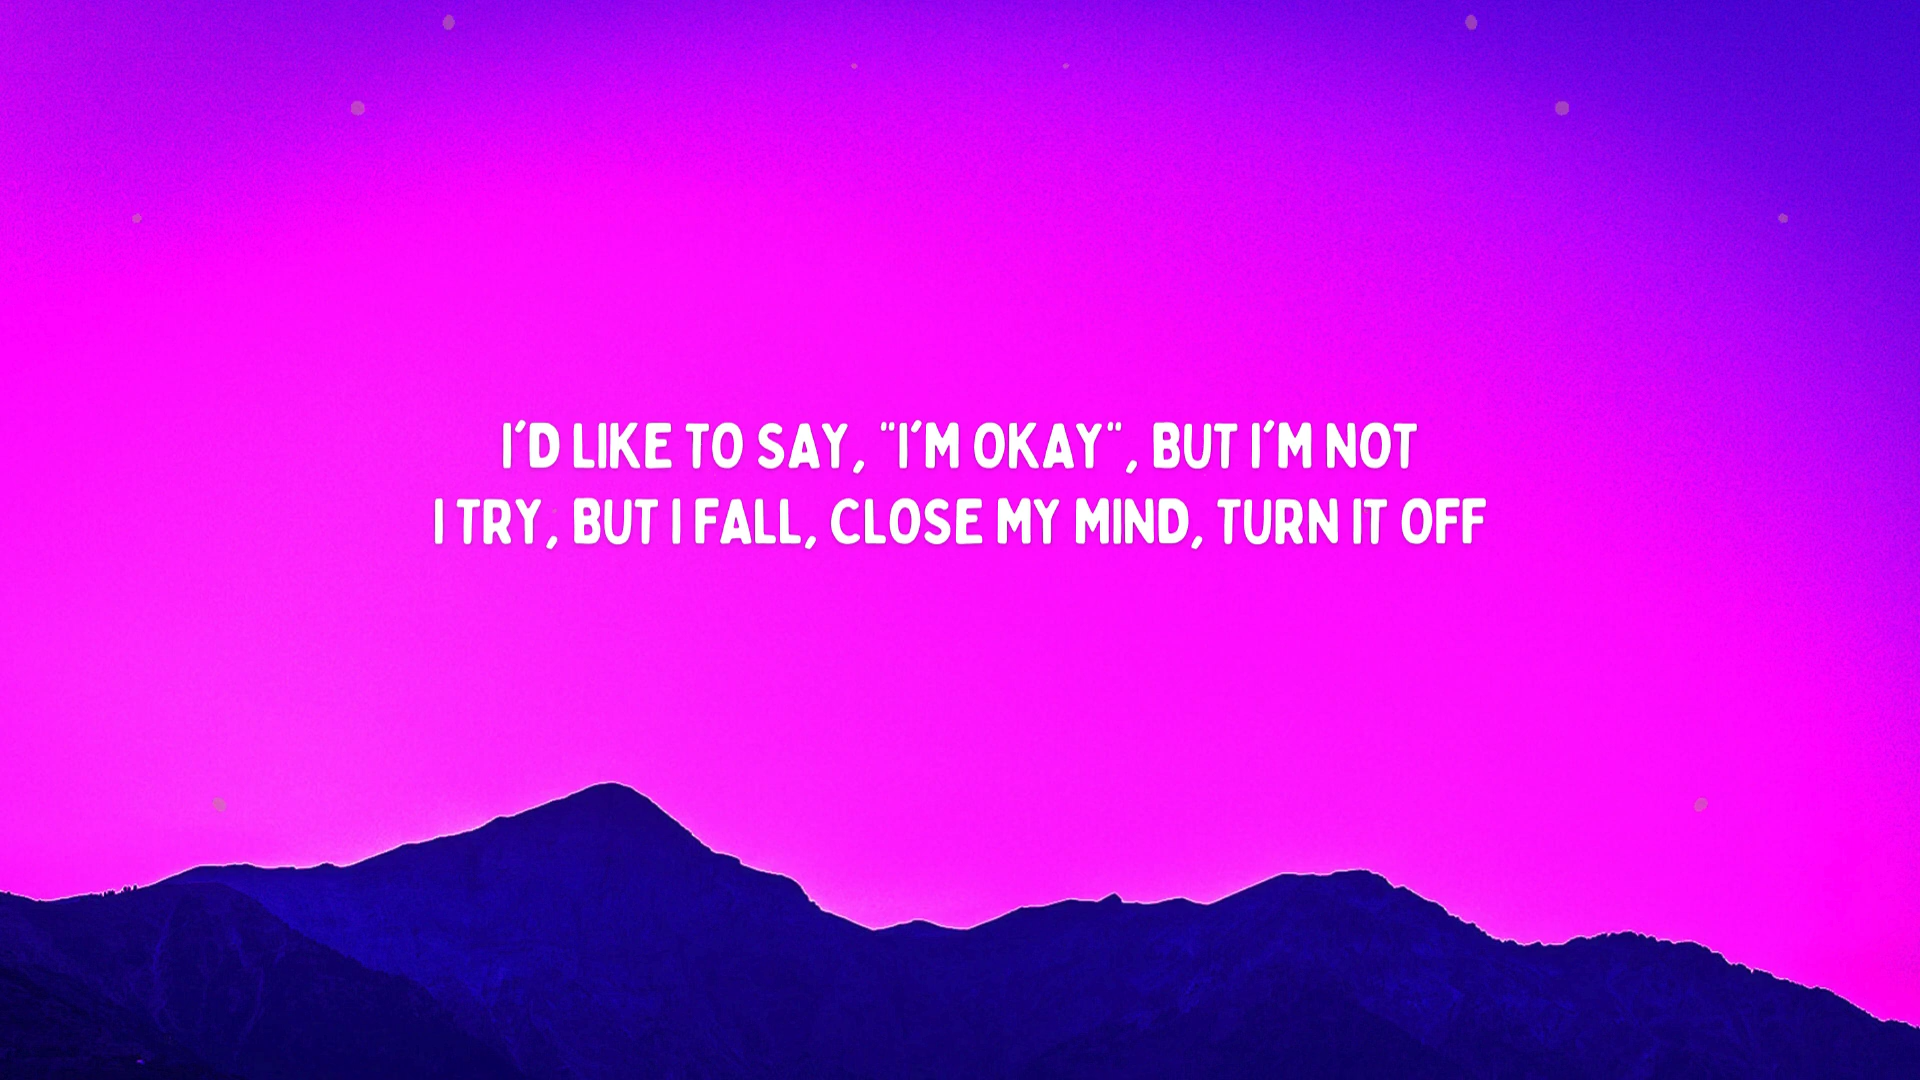 I'D LIKE TO SAY, "I'M OKAY", BUT I'M NOT
I TRY, BUT I FALL, CLOSE MY MIND, TURN IT OFF